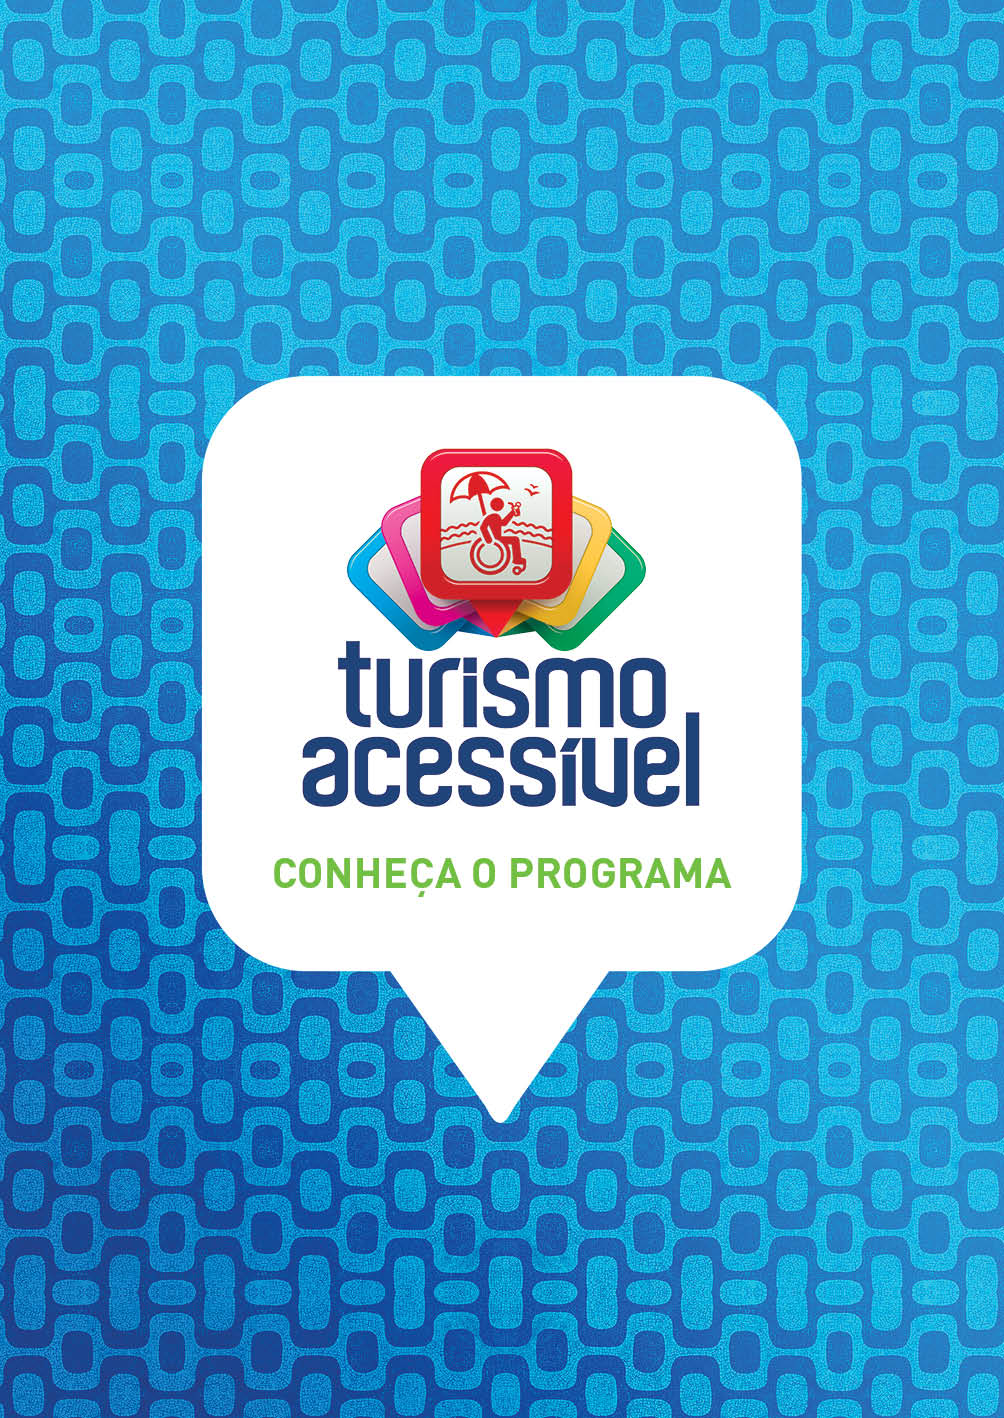 turismo
acessível
CONHEÇA O PROGRAMA